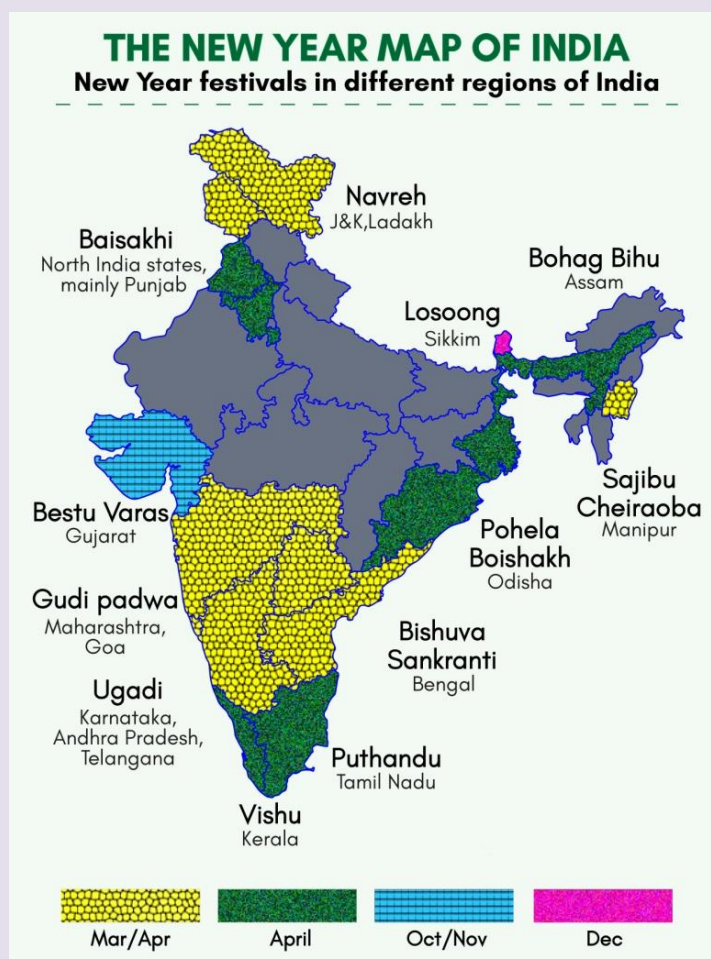 THE NEW YEAR MAP OF INDIA
New Year festivals in different regions of India
Navreh
J&K,Ladakh
Baisakhi
North India states,
mainly Punjab
Bohag Bihu
Assam
Losoong
Sikkim
Bestu Varas
Gujarat
Sajibu
Cheiraoba
Manipur
Pohela
Boishakh
Odisha
Gudi padwa
Maharashtra,
Goa
Bishuva
Sankranti
Bengal
Ugadi
Karnataka,
Andhra Pradesh,
Telangana
Puthandu
Tamil Nadu
Vishu
Kerala
Mar/Apr
April
Oct/Nov
Dec